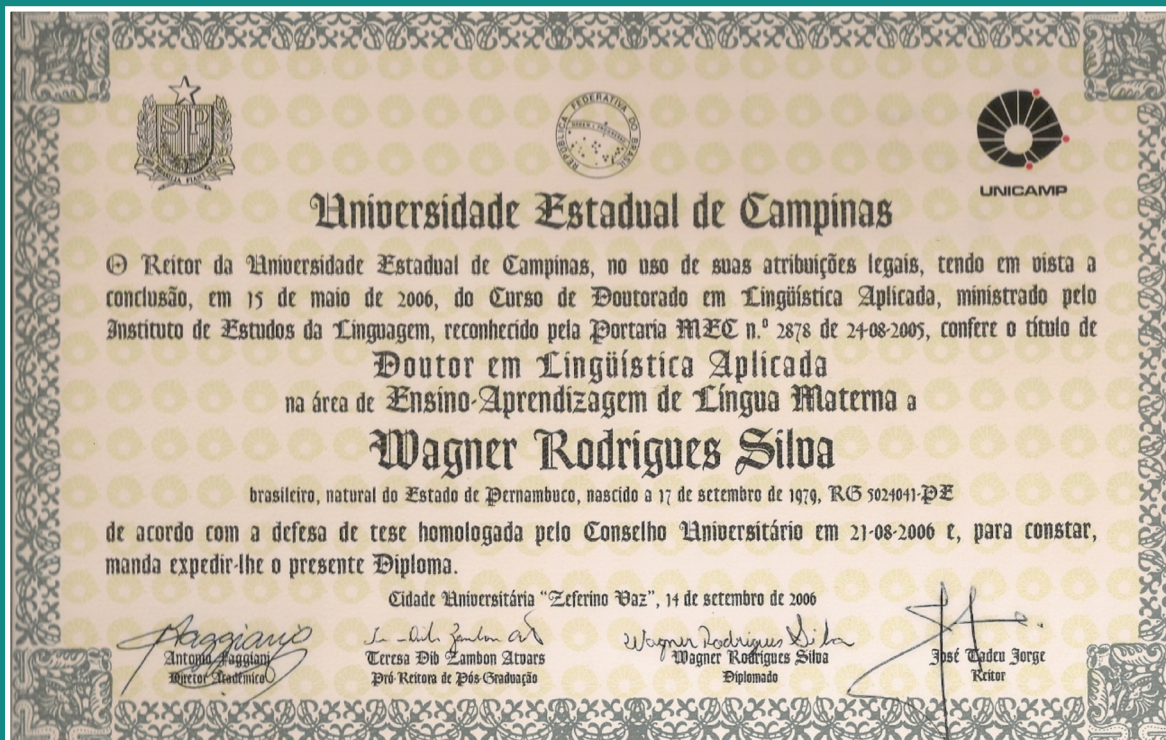 SP
REPÚBLICA FEDERATIVA DO BRASIL
UNICAMP
Universidade Estadual de Campinas
O Reitor da Universidade Estadual de Campinas, no uso de suas atribuições legais, tendo em vista a
conclusão, em 15 de maio de 2006, do Curso de Doutorado em Lingüística Aplicada, ministrado pelo
Instituto de Estudos da Linguagem, reconhecido pela Portaria MEC n.º 2878 de 24-08-2005, confere o título de
Doutor em Lingüística Aplicada
na área de Ensino-Aprendizagem de Língua Materna a
Wagner Rodrigues Silva
brasileiro, natural do Estado de Pernambuco, nascido a 17 de setembro de 1979, RG 5024041-PE
de acordo com a defesa de tese homologada pelo Conselho Universitário em 21-08-2006 e, para constar,
manda expedir-lhe o presente Diploma.
Cidade Universitária "Zeferino Vaz", 14 de setembro de 2006
Wagner Rodrigues Silva
Antonio Faggiani Teresa Dib Zambon Atvars Wagner Rodrigues Silva José Tadeu Jorge
Diretor Acadêmico Pró-Reitora de Pós-Graduação Diplomado Reitor